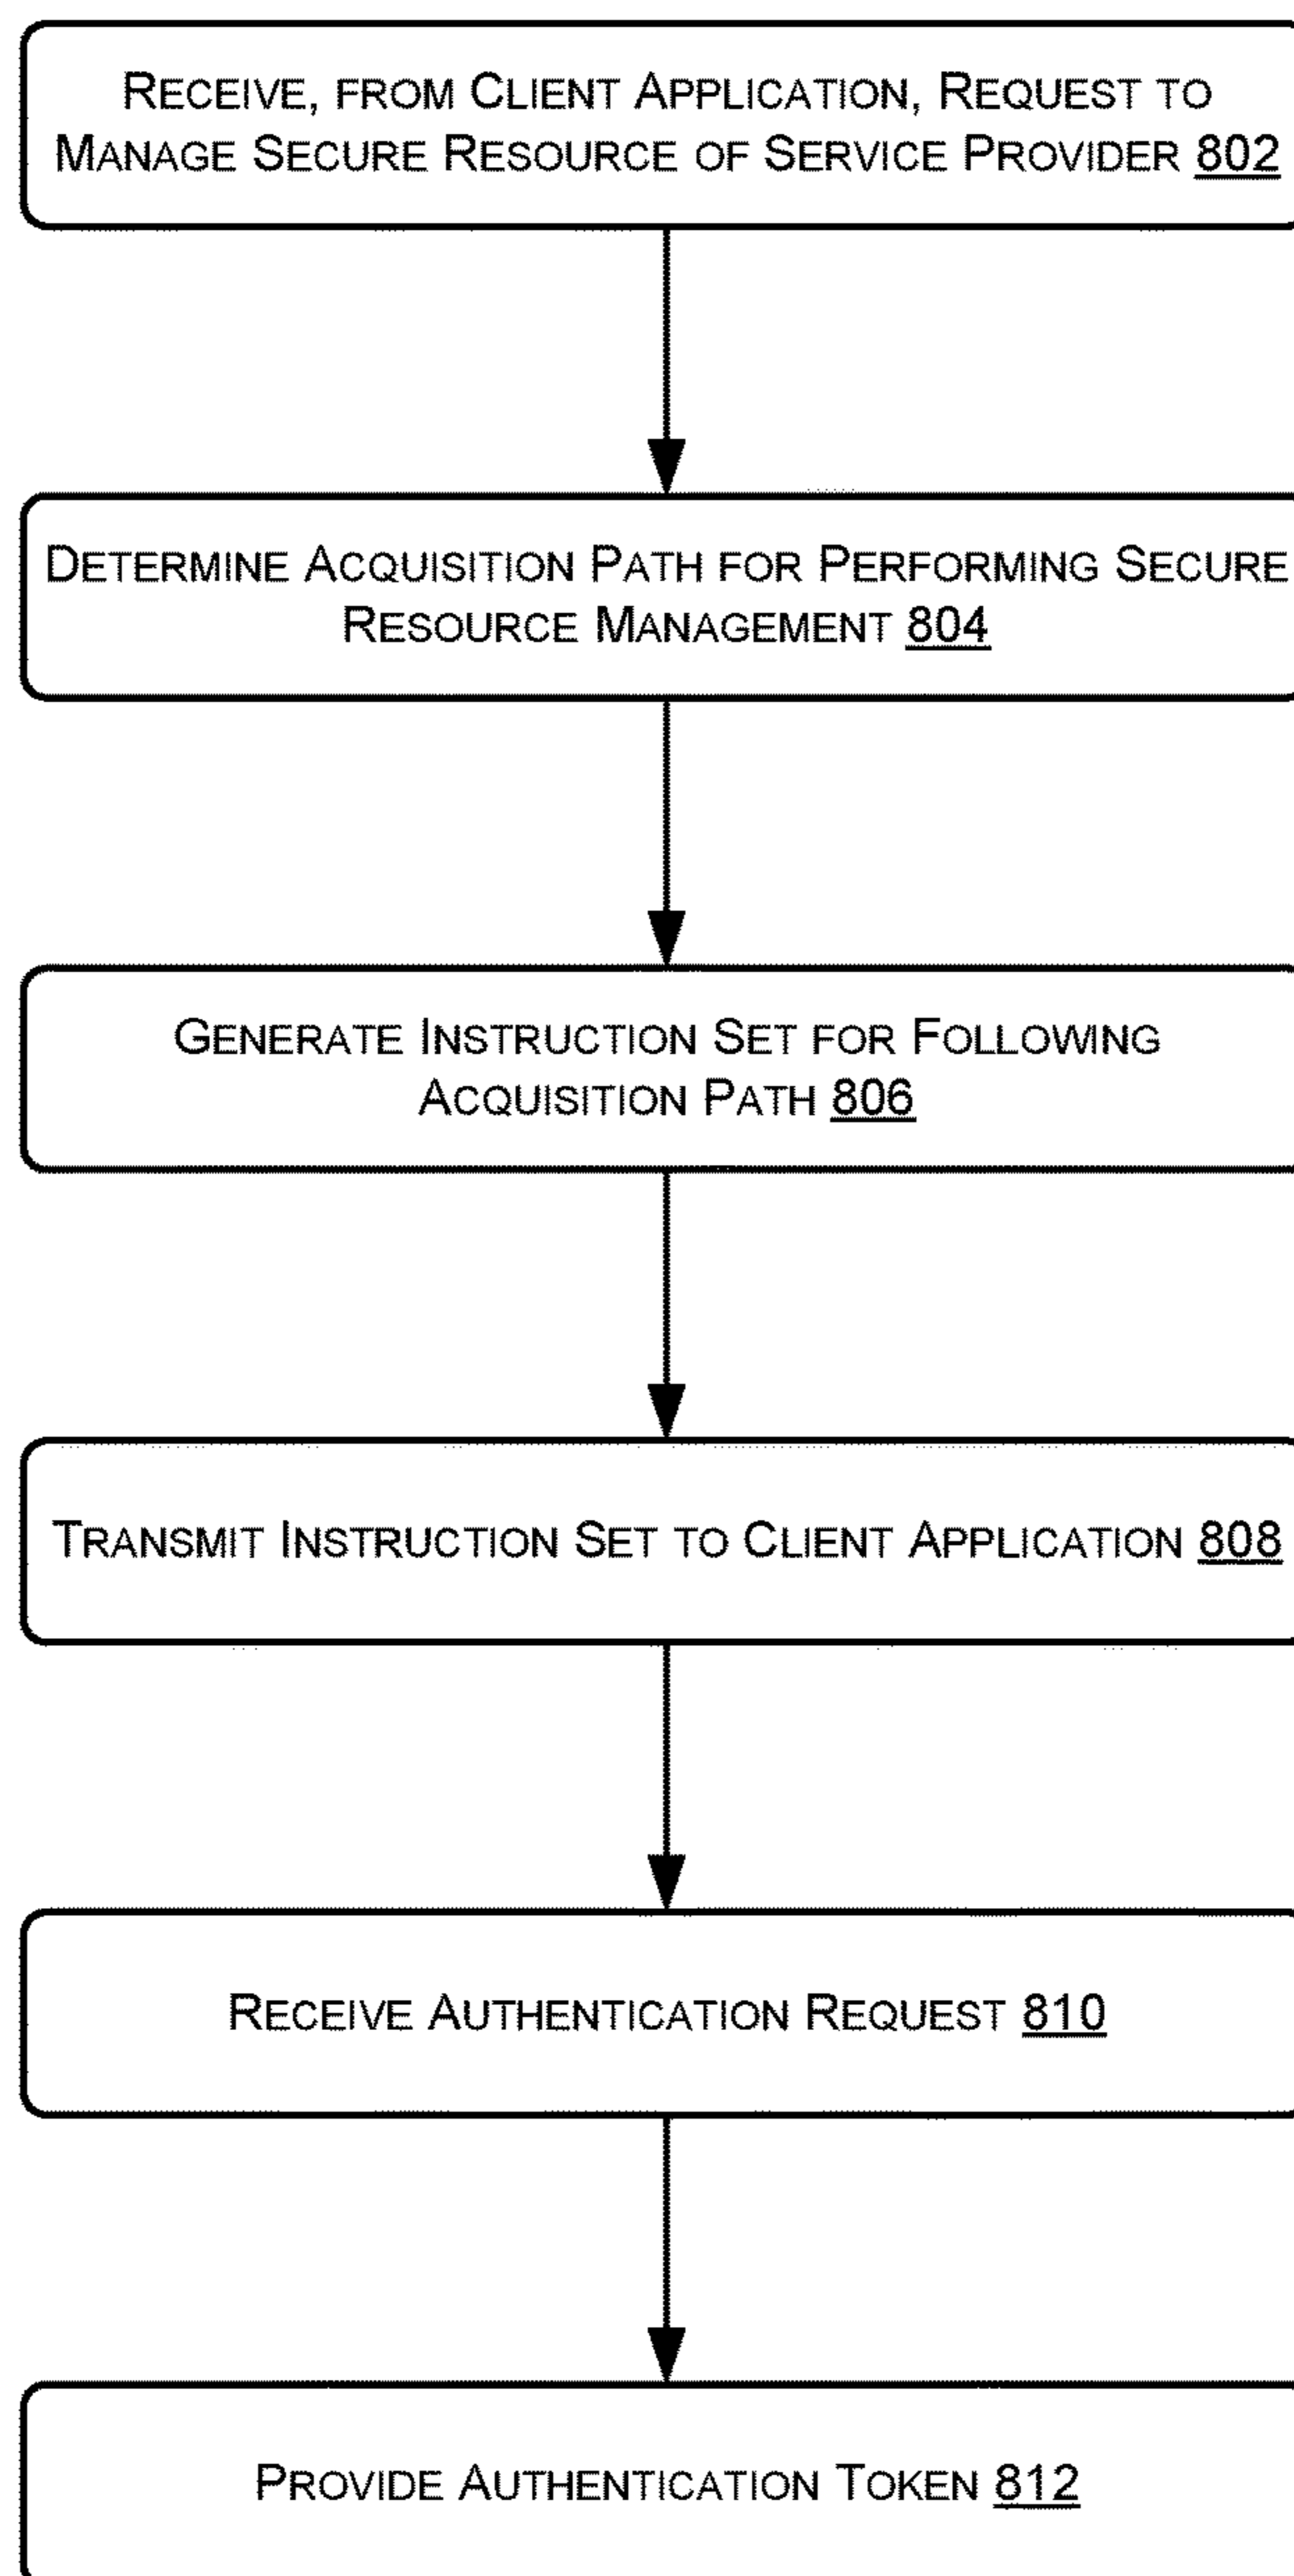 RECEIVE, FROM CLIENT APPLICATION, REQUEST TO
MANAGE SECURE RESOURCE OF SERVICE PROVIDER 802
DETERMINE ACQUISITION PATH FOR PERFORMING SECURE
RESOURCE MANAGEMENT 804
GENERATE INSTRUCTION SET FOR FOLLOWING
ACQUISITION PATH 806
TRANSMIT INSTRUCTION SET TO CLIENT APPLICATION 808
RECEIVE AUTHENTICATION REQUEST 810
PROVIDE AUTHENTICATION TOKEN 812